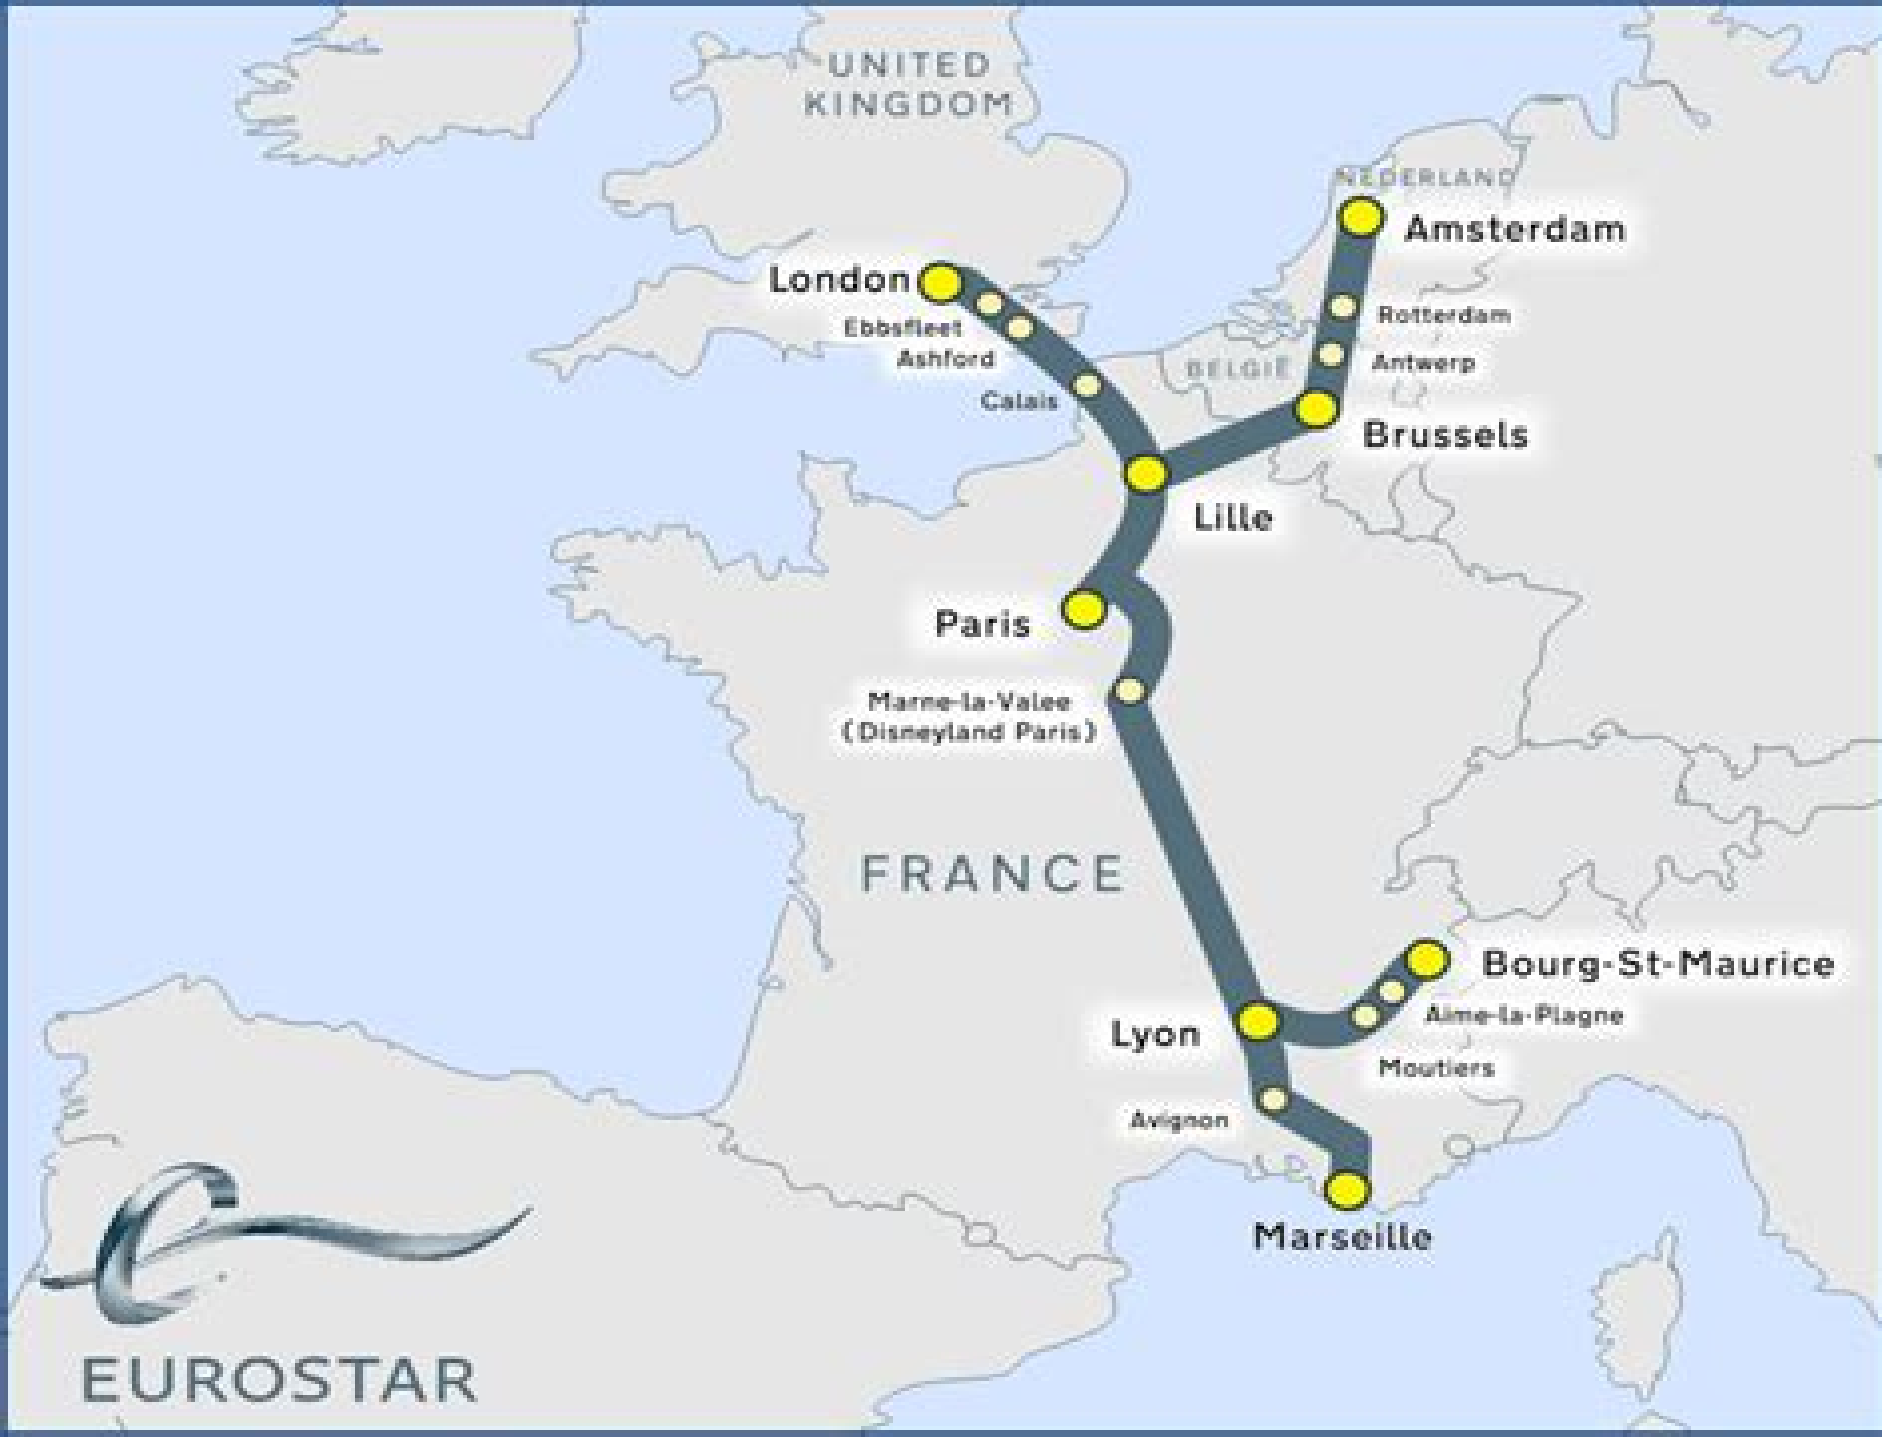 UNITED
KINGDOM
NEDERLAND
Amsterdam
London
Ebbsfleet
Rotterdam
Ashford
Antwerp
BELGIË
Calais
Brussels
Lille
Paris
Marne-la-Valee
(Disneyland Paris)
FRANCE
Bourg-St-Maurice
Aime-la-Plagne
Lyon
Moutiers
Avignon
Marseille
EUROSTAR